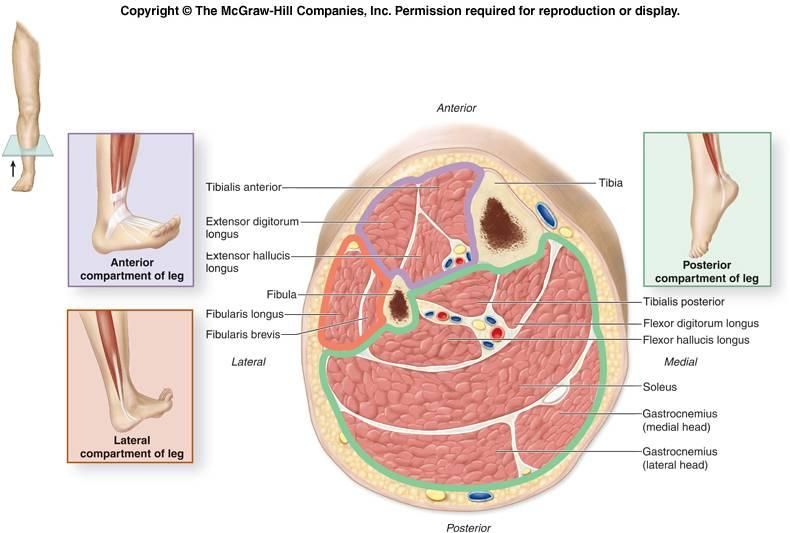 Copyright © The McGraw-Hill Companies, Inc. Permission required for reproduction or display.
Anterior
Tibialis anterior
Extensor digitorum
longus
Extensor hallucis
longus
Fibula
Fibularis longus
Fibularis brevis
Lateral
Anterior
compartment of leg
Lateral
compartment of leg
Tibia
Posterior
compartment of leg
Tibialis posterior
Flexor digitorum longus
Flexor hallucis longus
Medial
Soleus
Gastrocnemius
(medial head)
Gastrocnemius
(lateral head)
Posterior